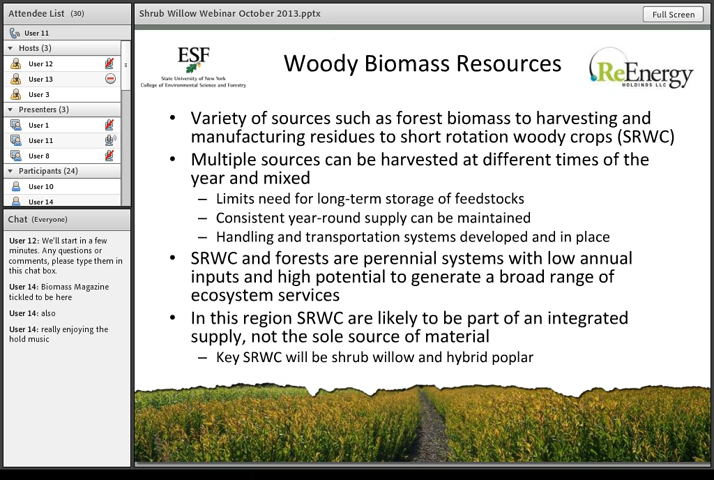 Attendee List (30)
User 11
Hosts (3)
User 12
User 13
User 3
Presenters (3)
User 1
User 11
User 8
Participants (24)
User 10
User 14
Chat (Everyone)
User 12: We'll start in a few
minutes. Any questions or
comments, please type them in
this chat box.
User 14: Biomass Magazine
tickled to be here
User 14: also
User 14: really enjoying the
hold music
Shrub Willow Webinar October 2013.pptx
Full Screen
ESF
State University of New York
College of Environmental Science and Forestry
Woody Biomass Resources
ReEnergy
HOLDINGS LLC
• Variety of sources such as forest biomass to harvesting and
manufacturing residues to short rotation woody crops (SRWC)
• Multiple sources can be harvested at different times of the
year and mixed
– Limits need for long-term storage of feedstocks
– Consistent year-round supply can be maintained
– Handling and transportation systems developed and in place
• SRWC and forests are perennial systems with low annual
inputs and high potential to generate a broad range of
ecosystem services
• In this region SRWC are likely to be part of an integrated
supply, not the sole source of material
– Key SRWC will be shrub willow and hybrid poplar